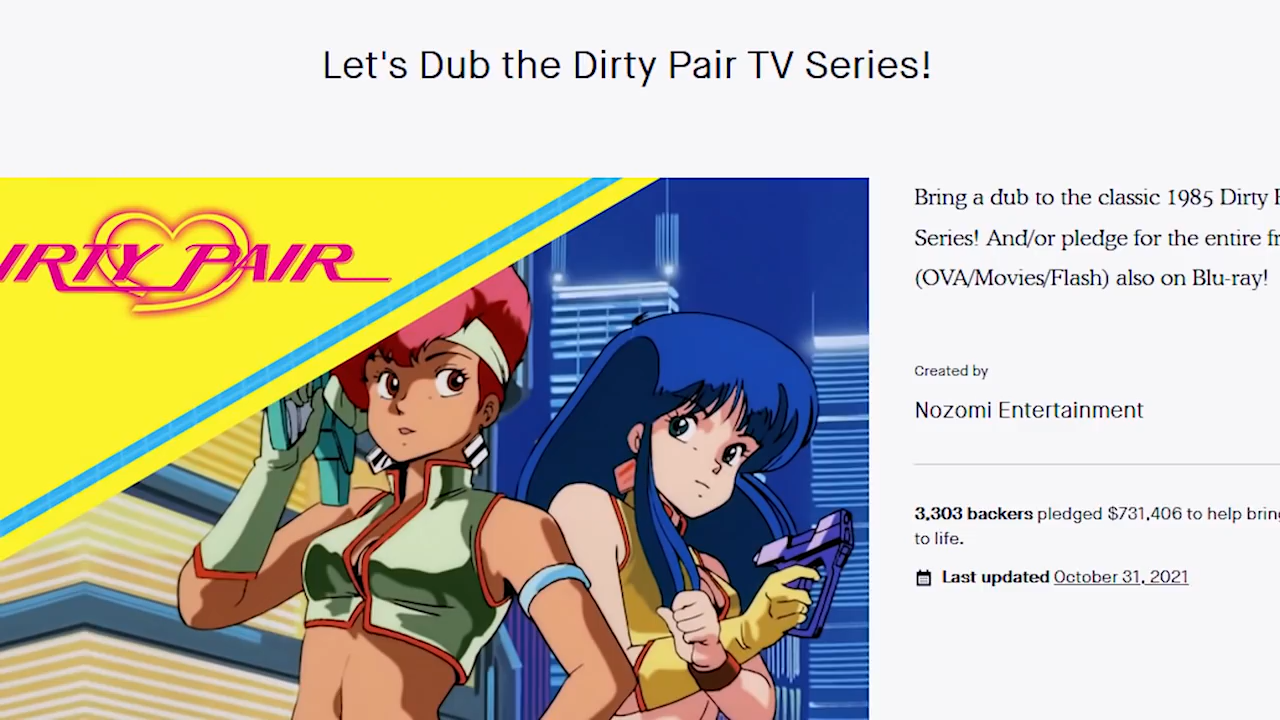 Let's Dub the Dirty Pair TV Series!
IRTY PAIR
Bring a dub to the classic 1985 Dirty
Series! And/or pledge for the entire
(OVA/Movies/Flash) also on Blu-ray!
Created by
Nozomi Entertainment
3,303 backers pledged $731,406 to help bring
to life.
Last updated October 31, 2021